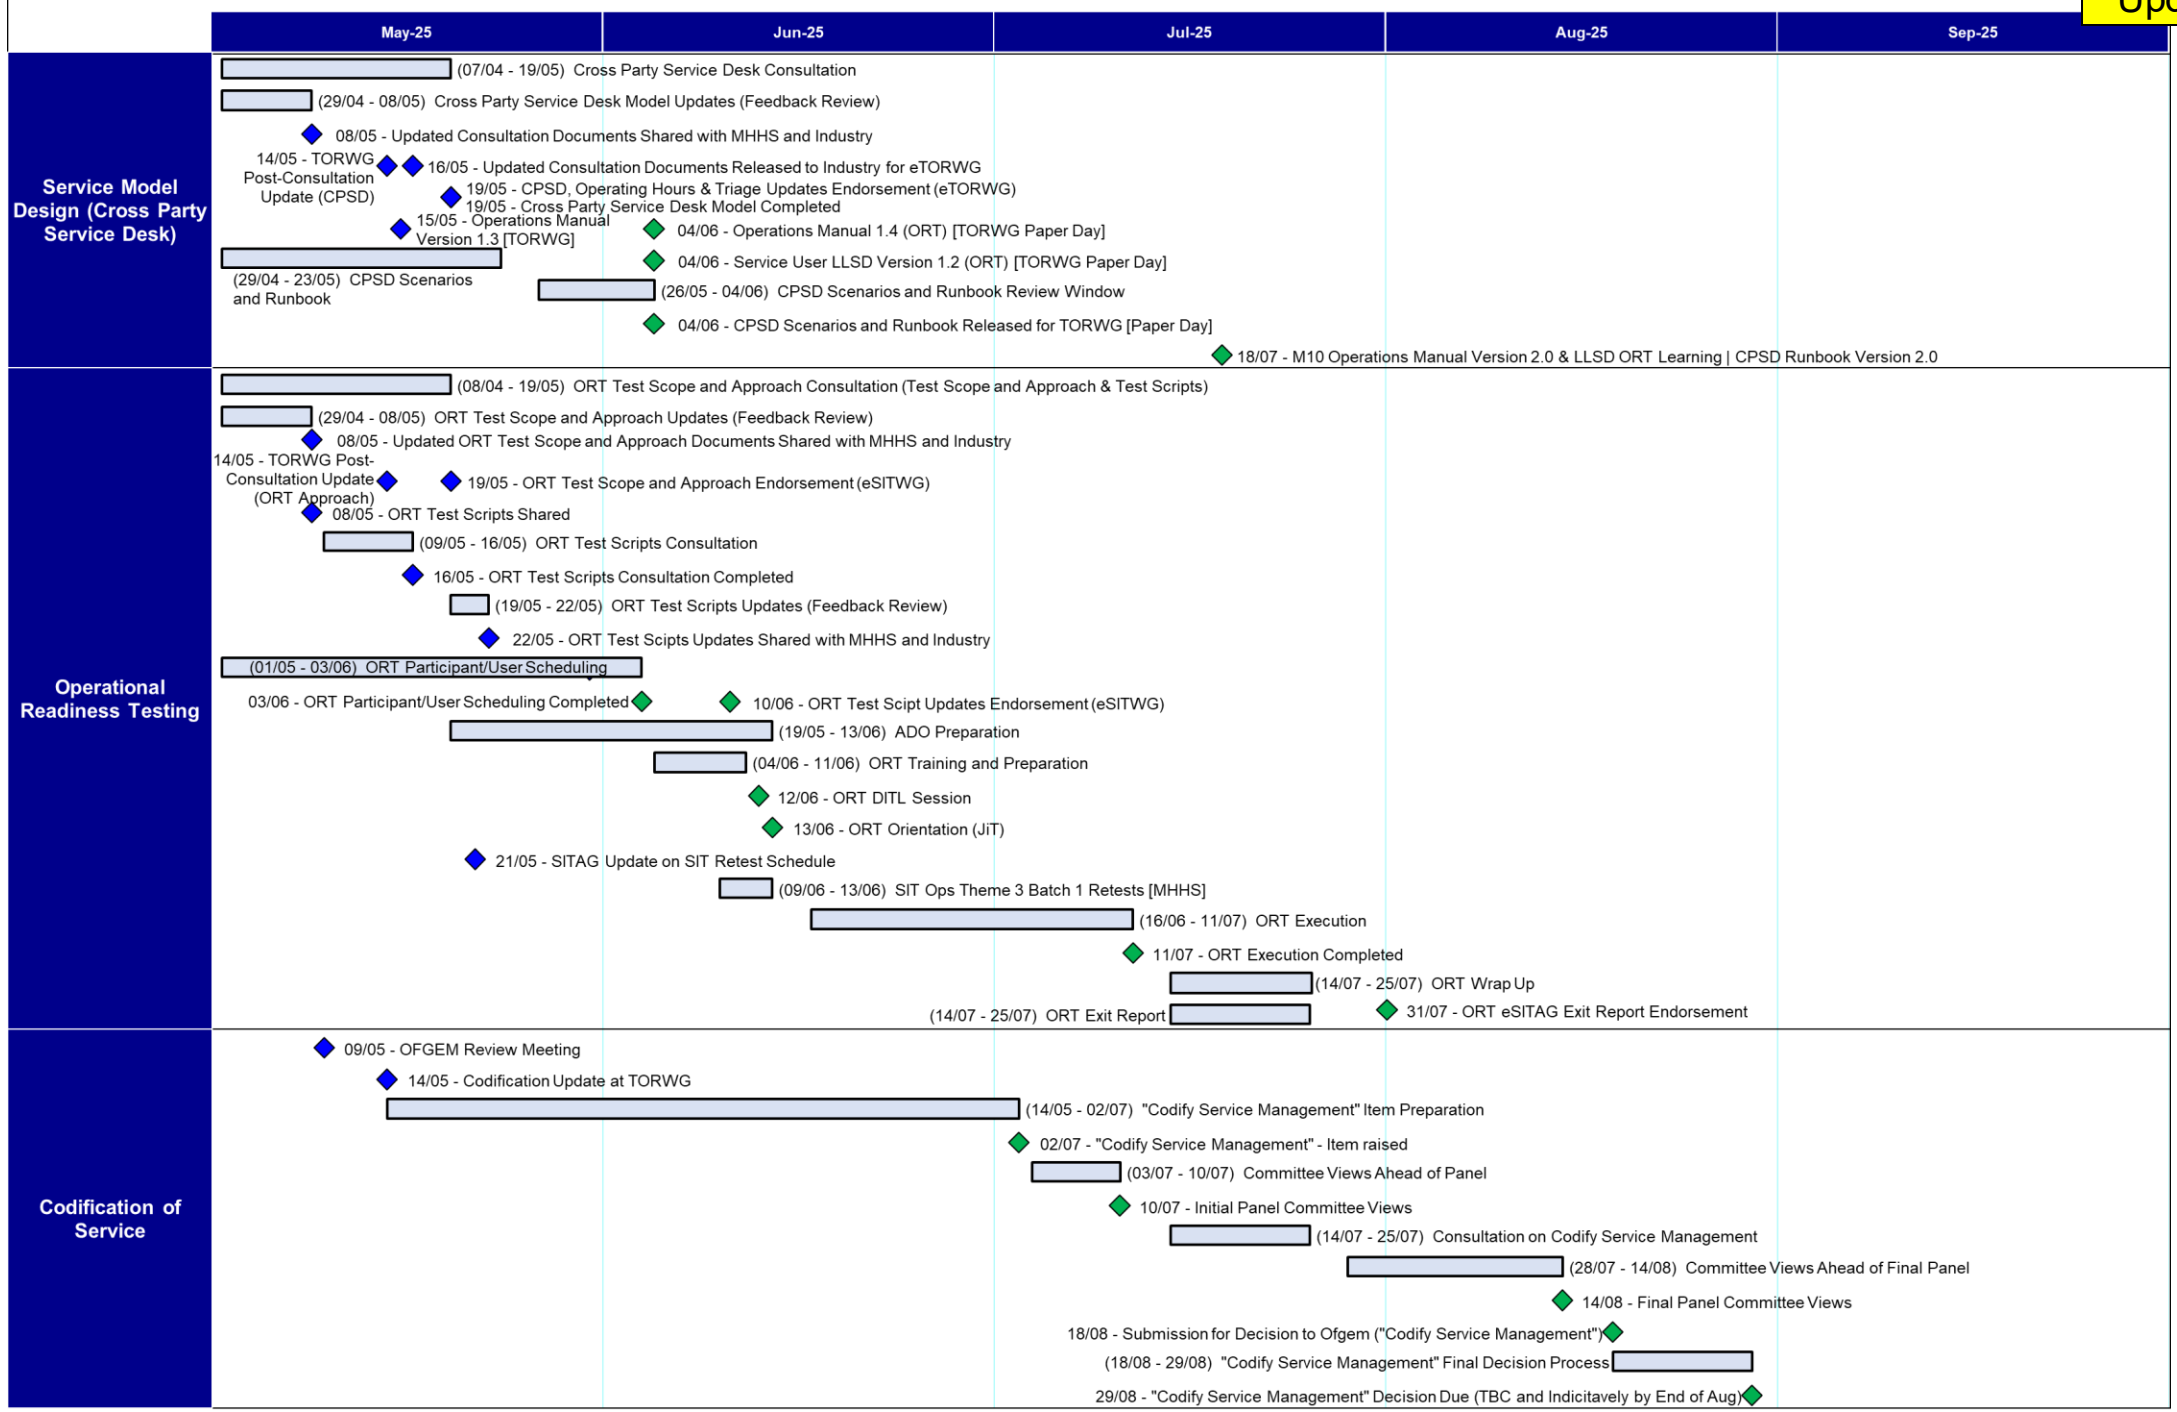 Upd
May-25
Jun-25
Jul-25
Aug-25
Sep-25
Service Model
Design (Cross Party
Service Desk)
(07/04 - 19/05) Cross Party Service Desk Consultation
(29/04 - 08/05) Cross Party Service Desk Model Updates (Feedback Review)
08/05 - Updated Consultation Documents Shared with MHHS and Industry
14/05 - TORWG
Post-Consultation
Update (CPSD)
16/05 - Updated Consultation Documents Released to Industry for eTORWG
19/05 - CPSD, Operating Hours & Triage Updates Endorsement (eTORWG)
19/05 - Cross Party Service Desk Model Completed
15/05 - Operations Manual
Version 1.3 [TORWG]
04/06 - Operations Manual 1.4 (ORT) [TORWG Paper Day]
04/06 - Service User LLSD Version 1.2 (ORT) [TORWG Paper Day]
(29/04 - 23/05) CPSD Scenarios
and Runbook
(26/05 - 04/06) CPSD Scenarios and Runbook Review Window
04/06 - CPSD Scenarios and Runbook Released for TORWG [Paper Day]
18/07 - M10 Operations Manual Version 2.0 & LLSD ORT Learning | CPSD Runbook Version 2.0
Operational
Readiness Testing
(08/04 - 19/05) ORT Test Scope and Approach Consultation (Test Scope and Approach & Test Scripts)
(29/04 - 08/05) ORT Test Scope and Approach Updates (Feedback Review)
08/05 - Updated ORT Test Scope and Approach Documents Shared with MHHS and Industry
14/05 - TORWG Post-
Consultation Update
(ORT Approach)
19/05 - ORT Test Scope and Approach Endorsement (eSITWG)
08/05 - ORT Test Scripts Shared
(09/05 - 16/05) ORT Test Scripts Consultation
16/05 - ORT Test Scripts Consultation Completed
(19/05 - 22/05) ORT Test Scripts Updates (Feedback Review)
22/05 - ORT Test Scipts Updates Shared with MHHS and Industry
(01/05 - 03/06) ORT Participant/User Scheduling
03/06 - ORT Participant/User Scheduling Completed
10/06 - ORT Test Scipt Updates Endorsement (eSITWG)
(19/05 - 13/06) ADO Preparation
(04/06 - 11/06) ORT Training and Preparation
12/06 - ORT DITL Session
13/06 - ORT Orientation (JiT)
21/05 - SITAG Update on SIT Retest Schedule
(09/06 - 13/06) SIT Ops Theme 3 Batch 1 Retests [MHHS]
(16/06 - 11/07) ORT Execution
11/07 - ORT Execution Completed
(14/07 - 25/07) ORT Wrap Up
(14/07 - 25/07) ORT Exit Report
31/07 - ORT eSITAG Exit Report Endorsement
Codification of
Service
09/05 - OFGEM Review Meeting
14/05 - Codification Update at TORWG
(14/05 - 02/07) "Codify Service Management" Item Preparation
02/07 - "Codify Service Management" - Item raised
(03/07 - 10/07) Committee Views Ahead of Panel
10/07 - Initial Panel Committee Views
(14/07 - 25/07) Consultation on Codify Service Management
(28/07 - 14/08) Committee Views Ahead of Final Panel
14/08 - Final Panel Committee Views
18/08 - Submission for Decision to Ofgem ("Codify Service Management")
(18/08 - 29/08) "Codify Service Management" Final Decision Process
29/08 - "Codify Service Management" Decision Due (TBC and Indicitavely by End of Aug)